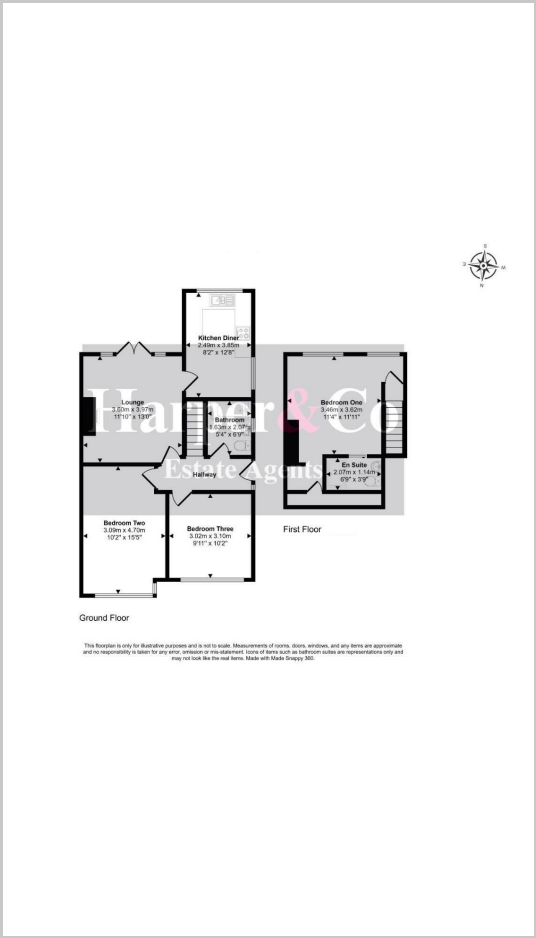 S
E
W
N
Kitchen Diner
2.49m x 3.85m
8'2" x 12'8"
Lounge
3.60m x 3.97m
11'10" x 13'0"
Bathroom
1.63m x 2.07m
5'4" x 6'9"
Bedroom One
3.46m x 3.62m
11'4" x 11'11"
Harper & Co
Estate Agents
En Suite
2.07m x 1.14m
6'9" x 3'9"
Hallway
Bedroom Two
3.09m x 4.70m
10'2" x 15'5"
Bedroom Three
3.02m x 3.10m
9'11" x 10'2"
First Floor
Ground Floor
This floorplan is only for illustrative purposes and is not to scale. Measurements of rooms, doors, windows, and any items are approximate
and no responsibility is taken for any error, omission or mis-statement. Icons of items such as bathroom suites are representations only and
may not look like the real items. Made with Made Snappy 360.